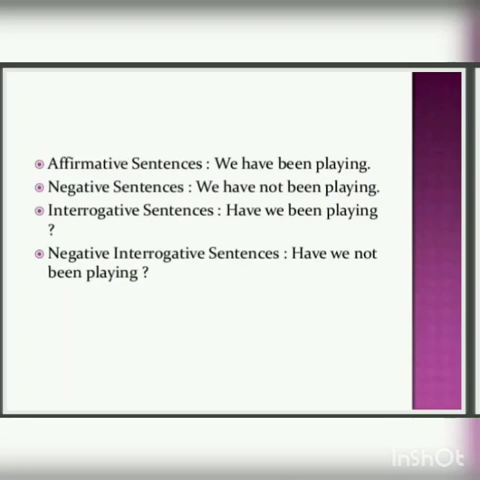 Affirmative Sentences : We have been playing.
Negative Sentences : We have not been playing.
Interrogative Sentences : Have we been playing
?
Negative Interrogative Sentences : Have we not
been playing ?
InShOt